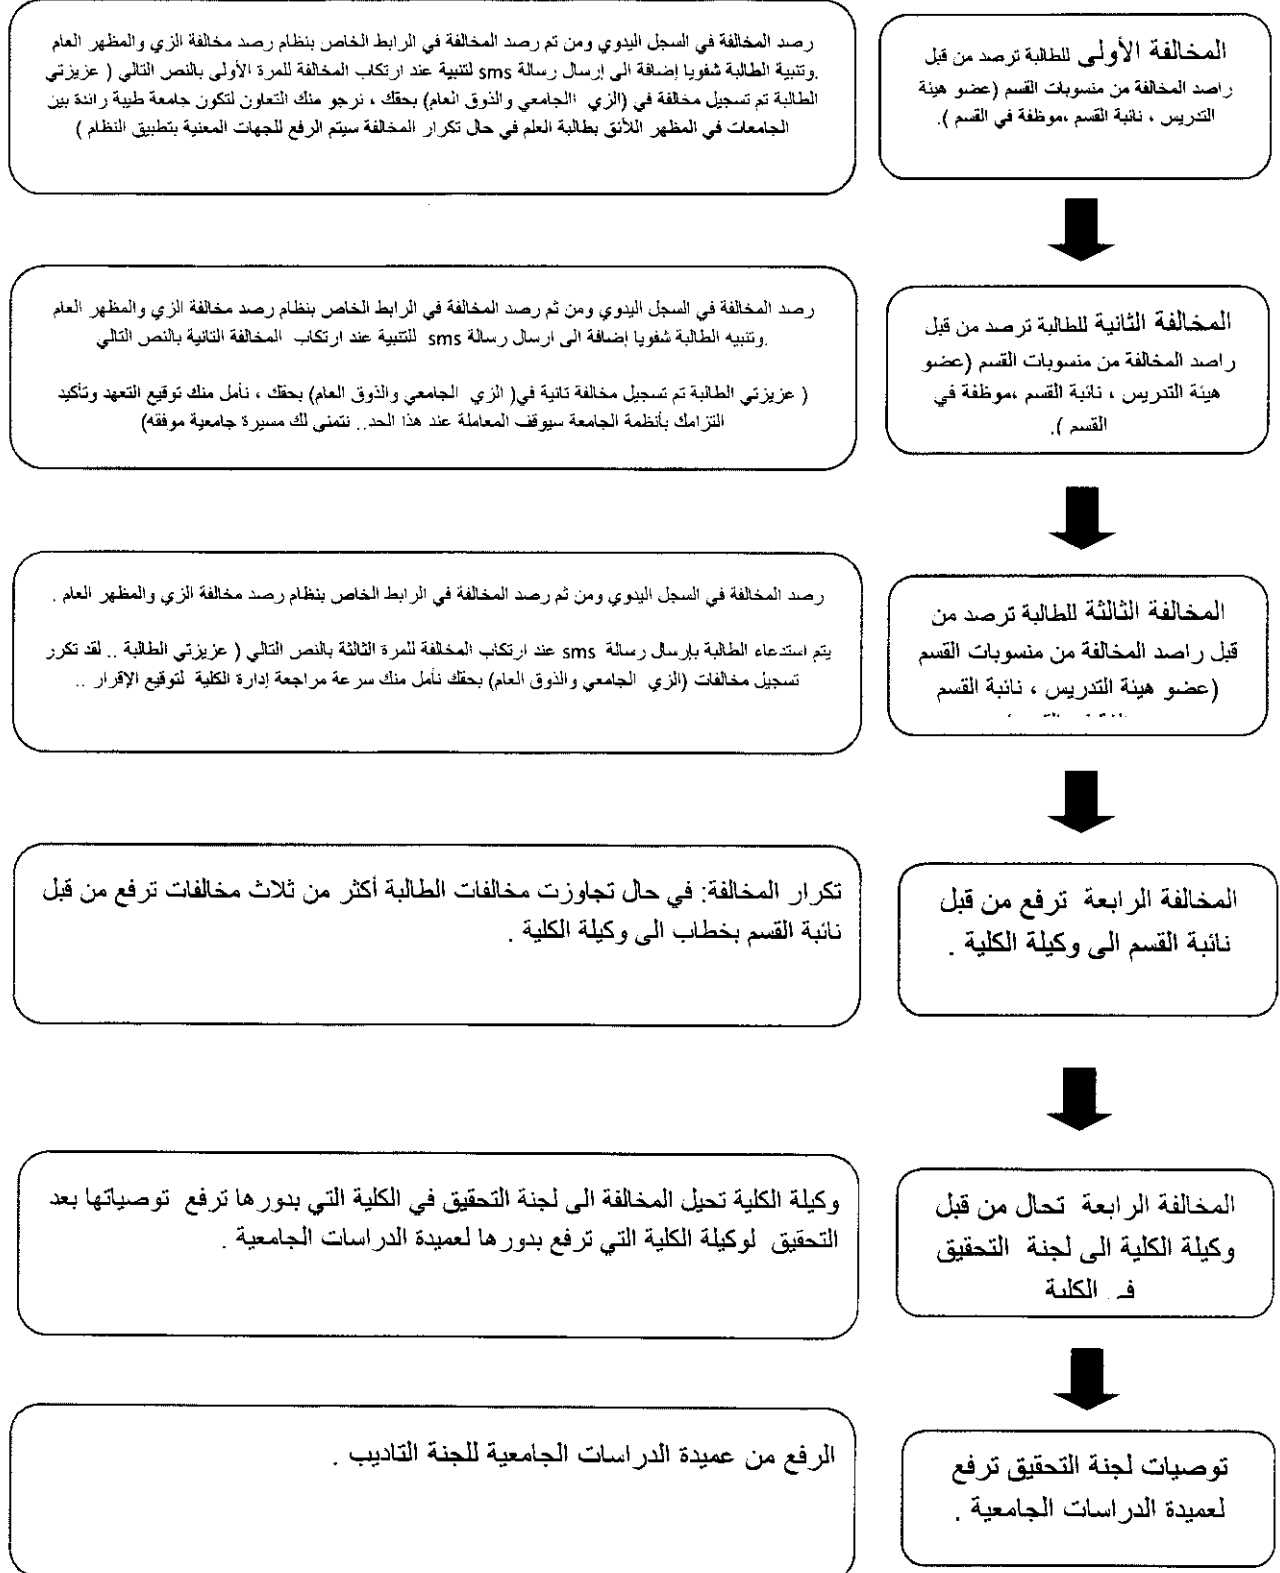 المخالفة الأولى للطالبة ترصد من قبل
راصد المخالفة من منسوبات القسم (عضو هيئة
التدريس ، نائبة القسم ،موظفة في القسم ).
رصد المخالفة في السجل اليدوي ومن تم رصد المخالفة في الرابط الخاص بنظام رصد مخالفة الزي والمظهر العام
.وتنبية الطالبة شفويا إضافة الى إرسال رسالة sms لتنبية عند ارتكاب المخالفة للمرة الأولى بالنص التالي ( عزيزتي
الطالبة تم تسجيل مخالفة في (الزي الجامعي والذوق العام) بحقك ، نرجو منك التعاون لتكون جامعة طيبة رائدة بين
الجامعات في المظهر اللائق بطالبة العلم في حال تكرار المخالفة سيتم الرفع للجهات المعنية بتطبيق النظام )
المخالفة الثانية للطالبة ترصد من قبل
راصد المخالفة من منسوبات القسم (عضو
هيئة التدريس ، نائبة القسم ،موظفة في
القسم ).
رصد المخالفة في السجل اليدوي ومن ثم رصد المخالفة في الرابط الخاص بنظام رصد مخالفة الزي والمظهر العام
.وتنبيه الطالبة شفويا إضافة الى ارسال رسالة sms للتنبية عند ارتكاب المخالفة الثانية بالنص التالي
( عزيزتي الطالبة تم تسجيل مخالفة ثانية في( الزي الجامعي والذوق العام) بحقك ، نأمل منك توقيع التعهد وتأكيد
التزامك بأنظمة الجامعة سيوقف المعاملة عند هذا الحد.. نتمنى لك مسيرة جامعية موفقه)
المخالفة الثالثة للطالبة ترصد من
قبل راصد المخالفة من منسوبات القسم
(عضو هيئة التدريس ، نائبة القسم
رصد المخالفة في السجل اليدوي ومن ثم رصد المخالفة في الرابط الخاص بنظام رصد مخالفة الزي والمظهر العام .
يتم استدعاء الطالبة بإرسال رسالة sms عند ارتكاب المخالفة للمرة الثالثة بالنص التالي ( عزيزتي الطالبة .. لقد تكرر
تسجيل مخالفات (الزي الجامعي والذوق العام) بحقك نأمل منك سرعة مراجعة إدارة الكلية لتوقيع الإقرار ..
المخالفة الرابعة ترفع من قبل
نائبة القسم الى وكيلة الكلية .
تكرار المخالفة: في حال تجاوزت مخالفات الطالبة أكثر من ثلاث مخالفات ترفع من قبل
نائبة القسم بخطاب الى وكيلة الكلية .
المخالفة الرابعة تحال من قبل
وكيلة الكلية الى لجنة التحقيق
في الكلية
وكيلة الكلية تحيل المخالفة الى لجنة التحقيق في الكلية التي بدورها ترفع توصياتها بعد
التحقيق لوكيلة الكلية التي ترفع بدورها لعميدة الدراسات الجامعية .
توصيات لجنة التحقيق ترفع
لعميدة الدراسات الجامعية .
الرفع من عميدة الدراسات الجامعية للجنة التاديب .